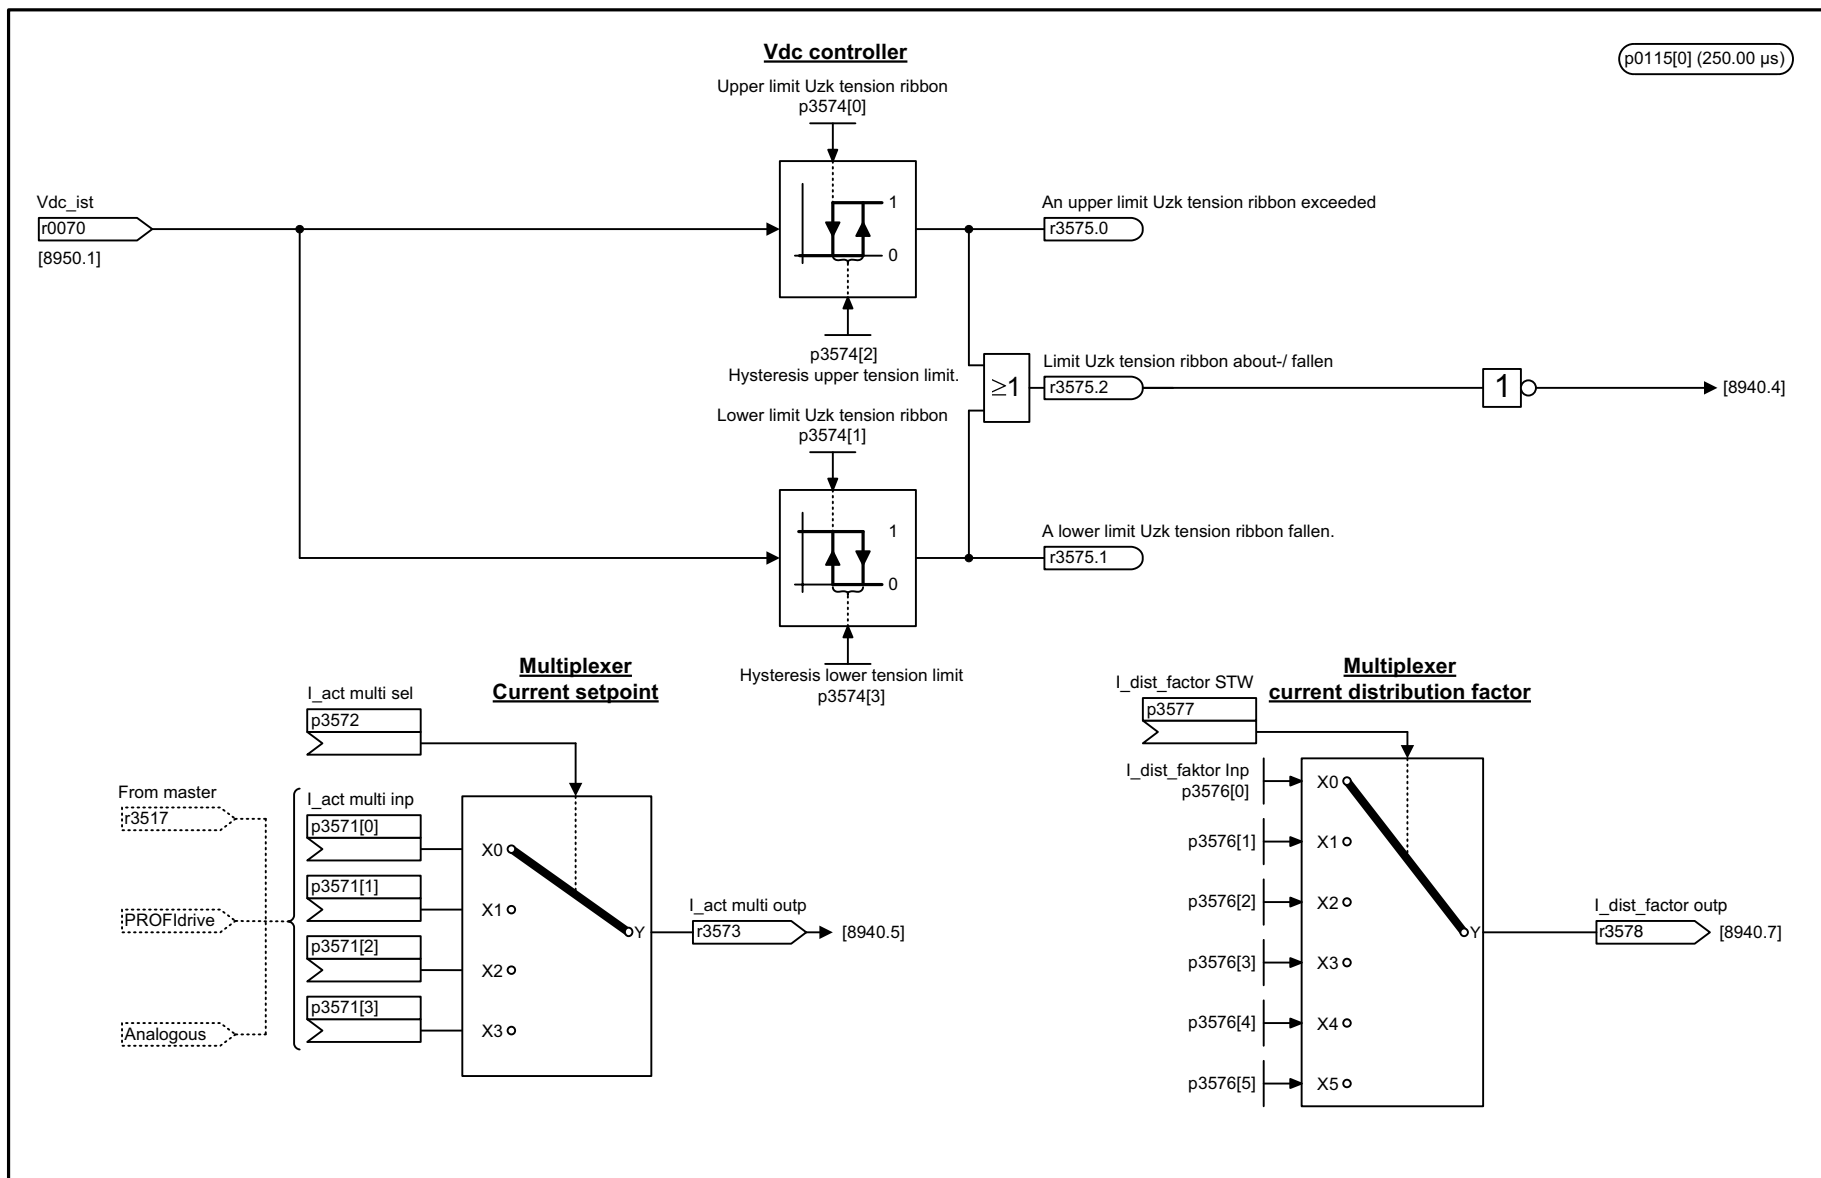 Vdc controller
p0115[0] (250.00 µs)
Upper limit Uzk tension ribbon
p3574[0]
Vdc_ist
r0070
[8950.1]
1
0
An upper limit Uzk tension ribbon exceeded
r3575.0
p3574[2]
Hysteresis upper tension limit.
≥1
Limit Uzk tension ribbon about-/ fallen
r3575.2
1
[8940.4]
Lower limit Uzk tension ribbon
p3574[1]
1
0
A lower limit Uzk tension ribbon fallen.
r3575.1
Hysteresis lower tension limit
p3574[3]
Multiplexer
Current setpoint
I_act multi sel
p3572
From master
r3517
PROFIdrive
Analogous
I_act multi inp
p3571[0]
p3571[1]
p3571[2]
p3571[3]
X0
X1
X2
X3
Y
I_act multi outp
r3573
[8940.5]
Multiplexer
current distribution factor
I_dist_factor STW
p3577
I_dist_faktor Inp
p3576[0]
p3576[1]
p3576[2]
p3576[3]
p3576[4]
p3576[5]
X0
X1
X2
X3
X4
X5
Y
I_dist_factor outp
r3578
[8940.7]